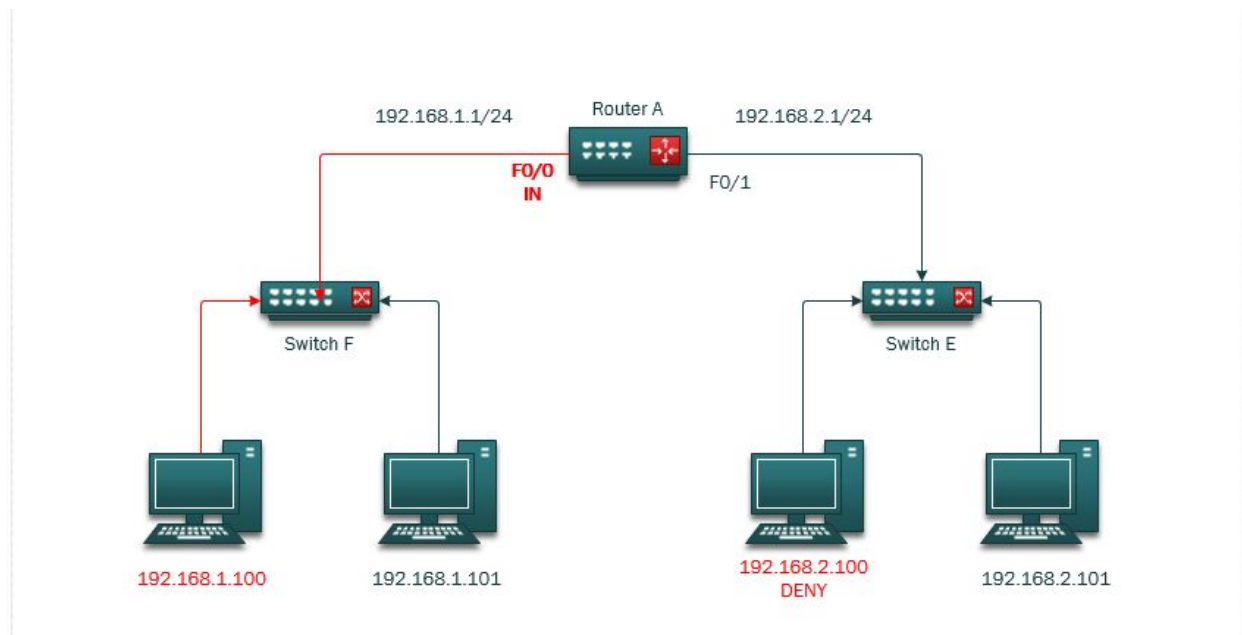 Router A
192.168.1.1/24
192.168.2.1/24
F0/0
IN
F0/1
Switch F
Switch E
192.168.1.100
192.168.1.101
192.168.2.100
DENY
192.168.2.101